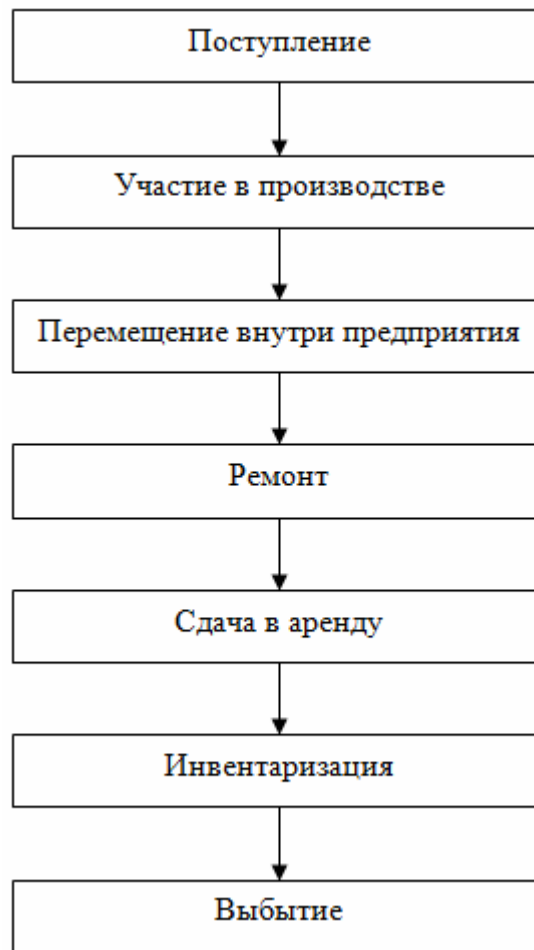 Поступление
Участие в производстве
Перемещение внутри предприятия
Ремонт
Сдача в аренду
Инвентаризация
Выбытие